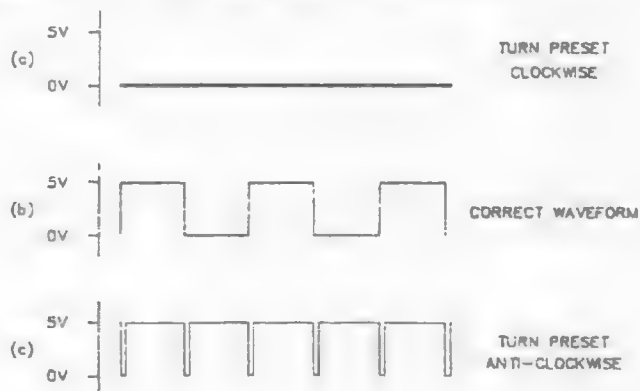 5V
(a)
0V
TURN PRESET
CLOCKWISE
5V
(b)
0V
CORRECT WAVEFORM
5V
(c)
0V
TURN PRESET
ANTI-CLOCKWISE